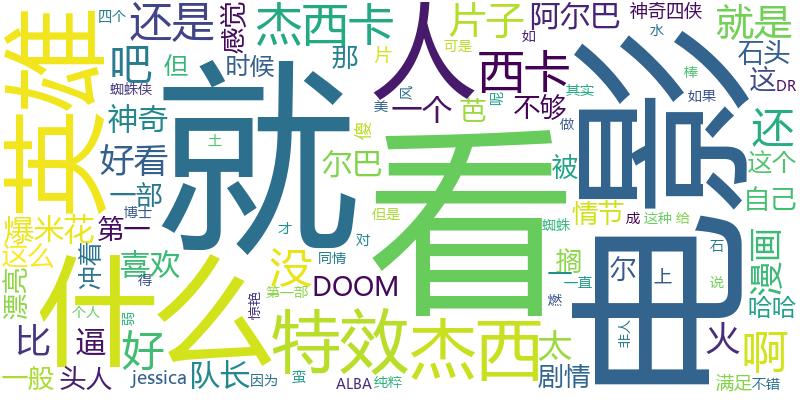 四个
还是
感觉
杰西卡
人
片子
阿尔巴
神奇四侠
就是
英雄
吧
但
时候
那
片
可是
西卡
如
电影
水
石头
这
DR
蜘蛛侠
神奇
就
美
风
一个
呢
芭
不够
其实
棒
如果
还
好看
土
傻
看
做
一部
尔巴
被
这个
自己
爆米花
博士
第一
才
但是
情节
成
这种
给
这么
冲着
喜欢
什么
没
同情
对
蜘蛛
一
搁
尔
上
石
漫画
漂亮
得
第一部
DOOM
一直
说
个人
惊艳
燃
哈哈
比
逼
弱
好
特效
杰西
太
非人
火
啊
一般
头人
jessica
队长
因为
蛮
ALBA
纯粹
剧情
满足
不错